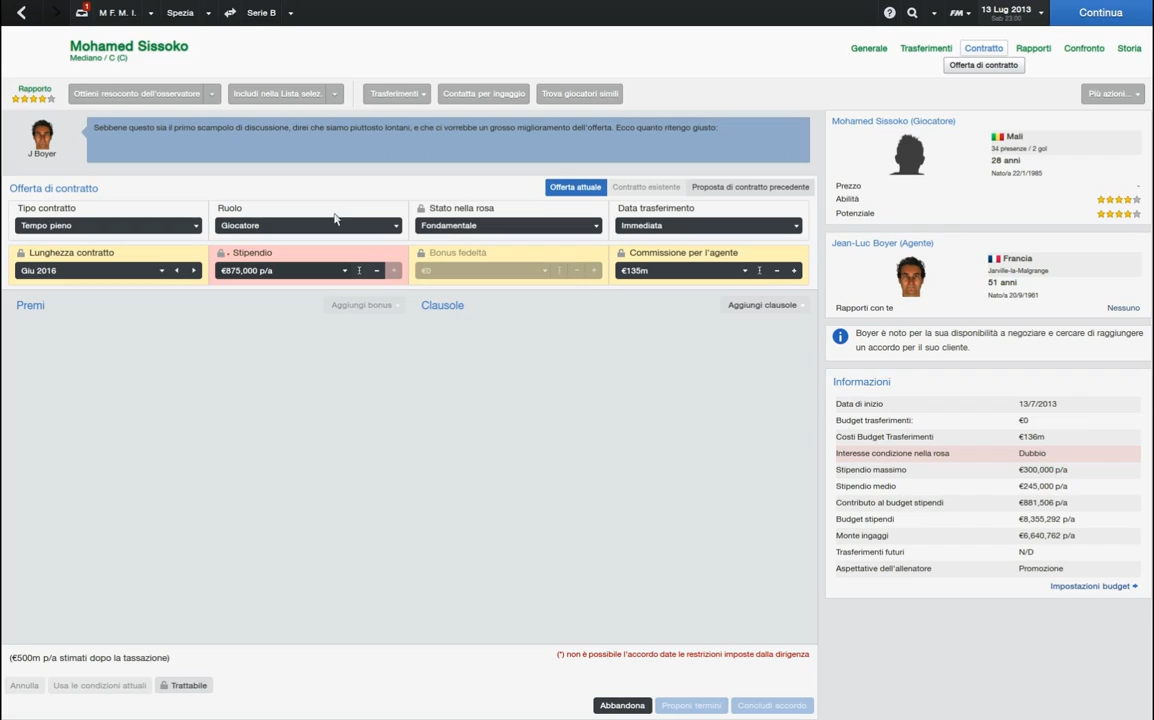 1
M F. M. I.
Spezia
Serie B
?
FM
13 Lug 2013
Sab 23:00
Continua
Mohamed Sissoko
Mediano / C (C)
Generale
Trasferimenti
Contratto
Rapporti
Confronto
Storia
Offerta di contratto
Rapporto
Ottieni resoconto dell'osservatore
Includi nella Lista selez.
Trasferimenti
Contatta per ingaggio
Trova giocatori simili
Più azioni...
J Boyer
Sebbene questo sia il primo scampolo di discussione, direi che siamo piuttosto lontani, e che ci vorrebbe un grosso miglioramento dell'offerta. Ecco quanto ritengo giusto:
Offerta di contratto
Offerta attuale
Contratto esistente
Proposta di contratto precedente
Tipo contratto
Ruolo
Stato nella rosa
Data trasferimento
Tempo pieno
Giocatore
Fondamentale
Immediata
Lunghezza contratto
Stipendio
Bonus fedeltà
Commissione per l'agente
Giu 2016
€875,000 p/a
€0
€135m
Premi
Aggiungi bonus
Clausole
Aggiungi clausole
(€500m p/a stimati dopo la tassazione)
(*) non è possibile l'accordo date le restrizioni imposte dalla dirigenza
Annulla
Usa le condizioni attuali
Trattabile
Abbandona
Proponi termini
Concludi accordo
Mohamed Sissoko (Giocatore)
Mali
34 presenze / 2 gol
28 anni
Nato/a 22/1/1985
Prezzo
-
Abilità
Potenziale
Jean-Luc Boyer (Agente)
Francia
Jarville-la-Malgrange
51 anni
Nato/a 20/9/1961
Rapporti con te
Nessuno
Boyer è noto per la sua disponibilità a negoziare e cercare di raggiungere
un accordo per il suo cliente.
Informazioni
Data di inizio 13/7/2013
Budget trasferimenti: €0
Costi Budget Trasferimenti €136m
Interesse condizione nella rosa Dubbio
Stipendio massimo €300,000 p/a
Stipendio medio €245,000 p/a
Contributo al budget stipendi €881,506 p/a
Budget stipendi €8,355,292 p/a
Monte ingaggi €6,640,762 p/a
Trasferimenti futuri N/D
Aspettative dell'allenatore Promozione
Impostazioni budget